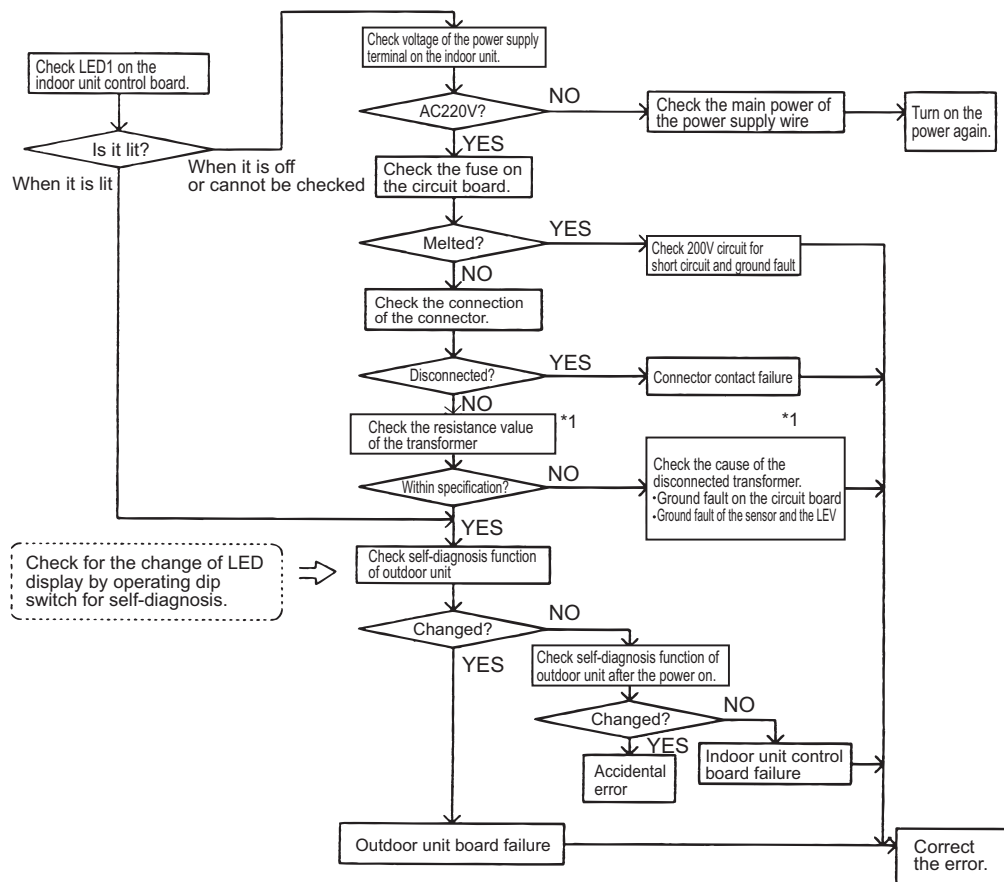 Check LED1 on the
indoor unit control board.
Is it lit?
When it is lit
When it is off
or cannot be checked
Check voltage of the power supply
terminal on the indoor unit.
AC220V?
NO
Check the main power of
the power supply wire
Turn on the
power again.
YES
Check the fuse on
the circuit board.
Melted?
YES
Check 200V circuit for
short circuit and ground fault
NO
Check the connection
of the connector.
Disconnected?
YES
Connector contact failure
NO
Check the resistance value
of the transformer
*1
*1
Within specification?
NO
Check the cause of the
disconnected transformer.
•Ground fault on the circuit board
•Ground fault of the sensor and the LEV
YES
Check for the change of LED
display by operating dip
switch for self-diagnosis.
Check self-diagnosis function
of outdoor unit
Changed?
NO
YES
Check self-diagnosis function of
outdoor unit after the power on.
Changed?
NO
YES
Accidental
error
Indoor unit control
board failure
Outdoor unit board failure
Correct
the error.